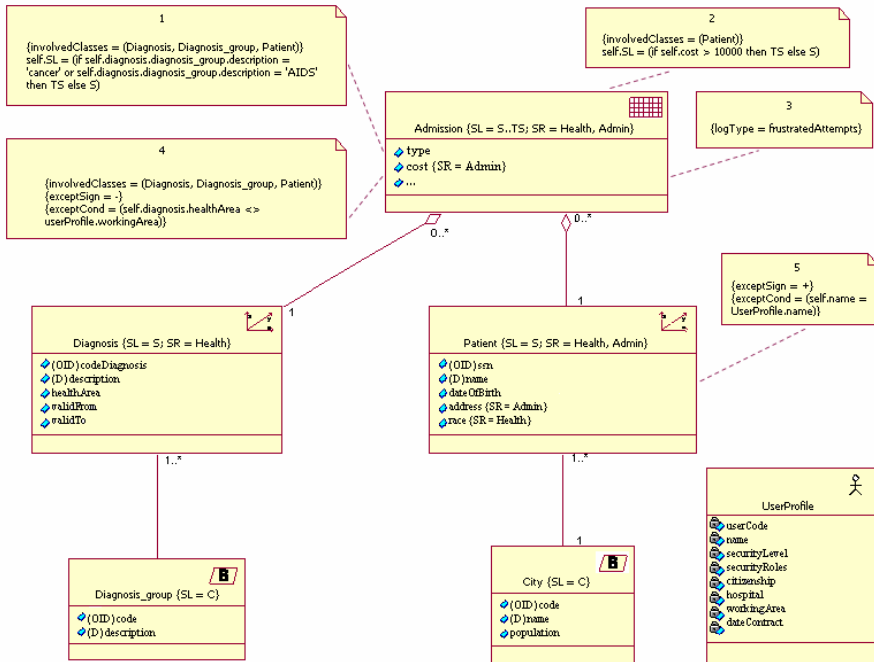 1
{involvedClasses = (Diagnosis, Diagnosis_group, Patient)}
self.SL = (if self.diagnosis.diagnosis_group.description =
'cancer' or self.diagnosis.diagnosis_group.description = 'AIDS'
then TS else S)
2
{involvedClasses = (Patient)}
self.SL = (if self.cost > 10000 then TS else S)
3
{logType = frustratedAttempts}
4
{involvedClasses = (Diagnosis, Diagnosis_group, Patient)}
{exceptSign = -}
{exceptCond = (self.diagnosis.healthArea <>
userProfile.workingArea)}
Admission {SL = S..TS; SR = Health, Admin}
type
cost {SR = Admin}
...
0..*
0..*
5
{exceptSign = +}
{exceptCond = (self.name =
UserProfile.name)}
1
1
Diagnosis {SL = S; SR = Health}
(OID) codeDiagnosis
(D) description
healthArea
validFrom
validTo
Patient {SL = S; SR = Health, Admin}
(OID) ssn
(D) name
dateOfBirth
address {SR = Admin}
race {SR = Health}
1..*
1..*
1
B
Diagnosis_group {SL = C}
(OID) code
(D) description
B
City {SL = C}
(OID) code
(D) name
population
UserProfile
userCode
name
securityLevel
securityRoles
citizenship
hospital
workingArea
dateContract